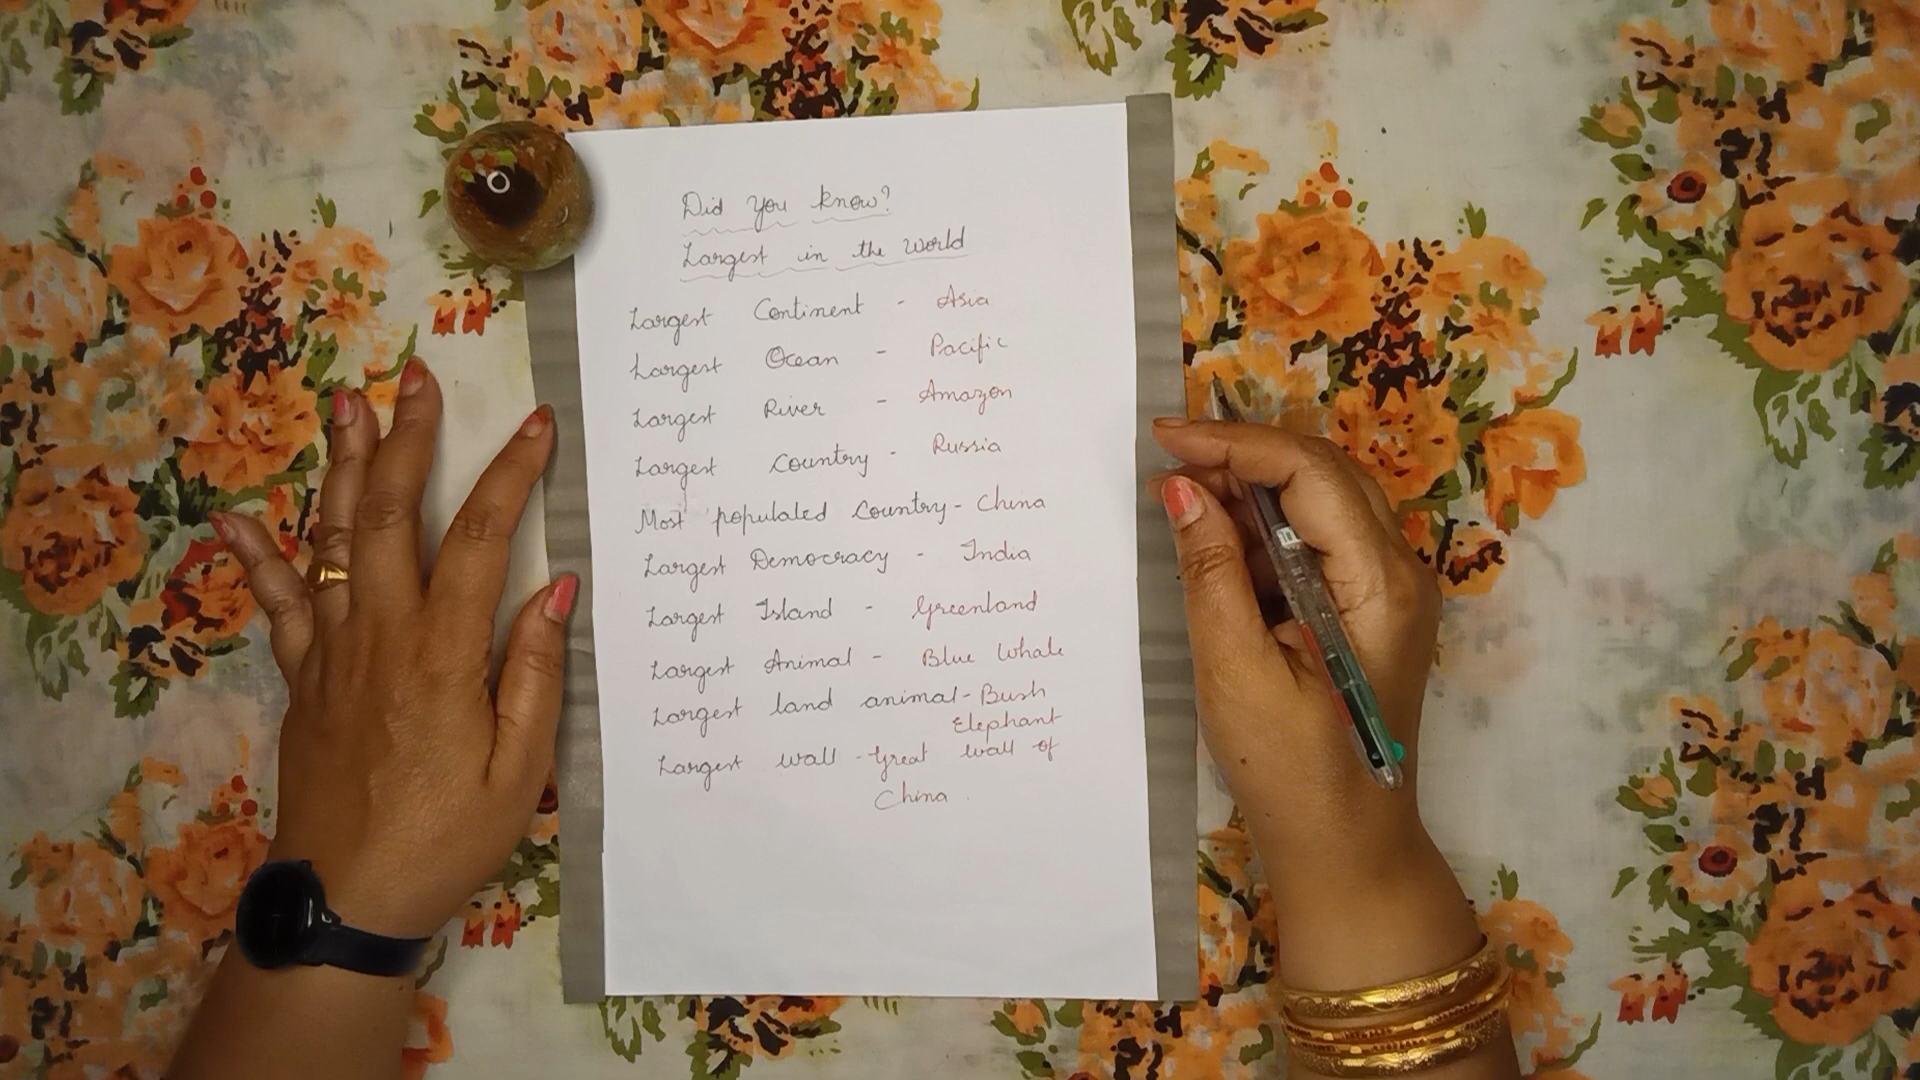 Did you know?
Largest in the world
Largest Continent - Asia
Largest Ocean - Pacific
Largest River - Amazon
Largest Country - Russia
Most populated Country - China
Largest Democracy - India
Largest Island - Greenland
Largest Animal - Blue Whale
Largest land animal - Bush
Elephant
Largest wall - Great wall of
China.